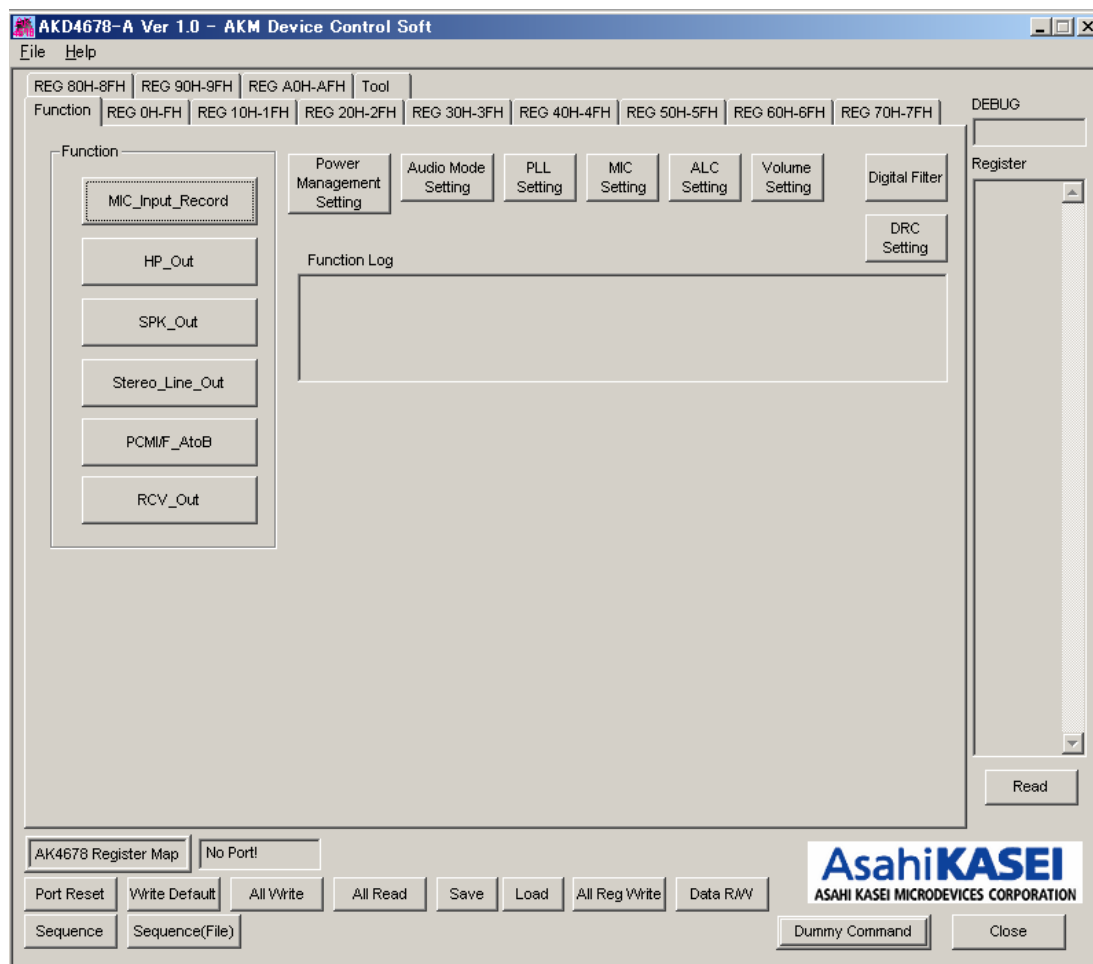 AKD4678-A Ver 1.0 - AKM Device Control Soft
File Help
REG 80H-8FH REG 90H-9FH REG A0H-AFH Tool
Function REG 0H-FH REG 10H-1FH REG 20H-2FH REG 30H-3FH REG 40H-4FH REG 50H-5FH REG 60H-6FH REG 70H-7FH
DEBUG
Function
MIC_Input_Record
HP_Out
SPK_Out
Stereo_Line_Out
PCMI/F_AtoB
RCV_Out
Power
Management
Setting
Audio Mode
Setting
PLL
Setting
MIC
Setting
ALC
Setting
Volume
Setting
Digital Filter
DRC
Setting
Function Log
Register
Read
AK4678 Register Map No Port!
Port Reset Write Default All Write All Read Save Load All Reg Write Data R/W
Sequence Sequence(File)
AsahiKASEI
ASAHI KASEI MICRODEVICES CORPORATION
Dummy Command Close